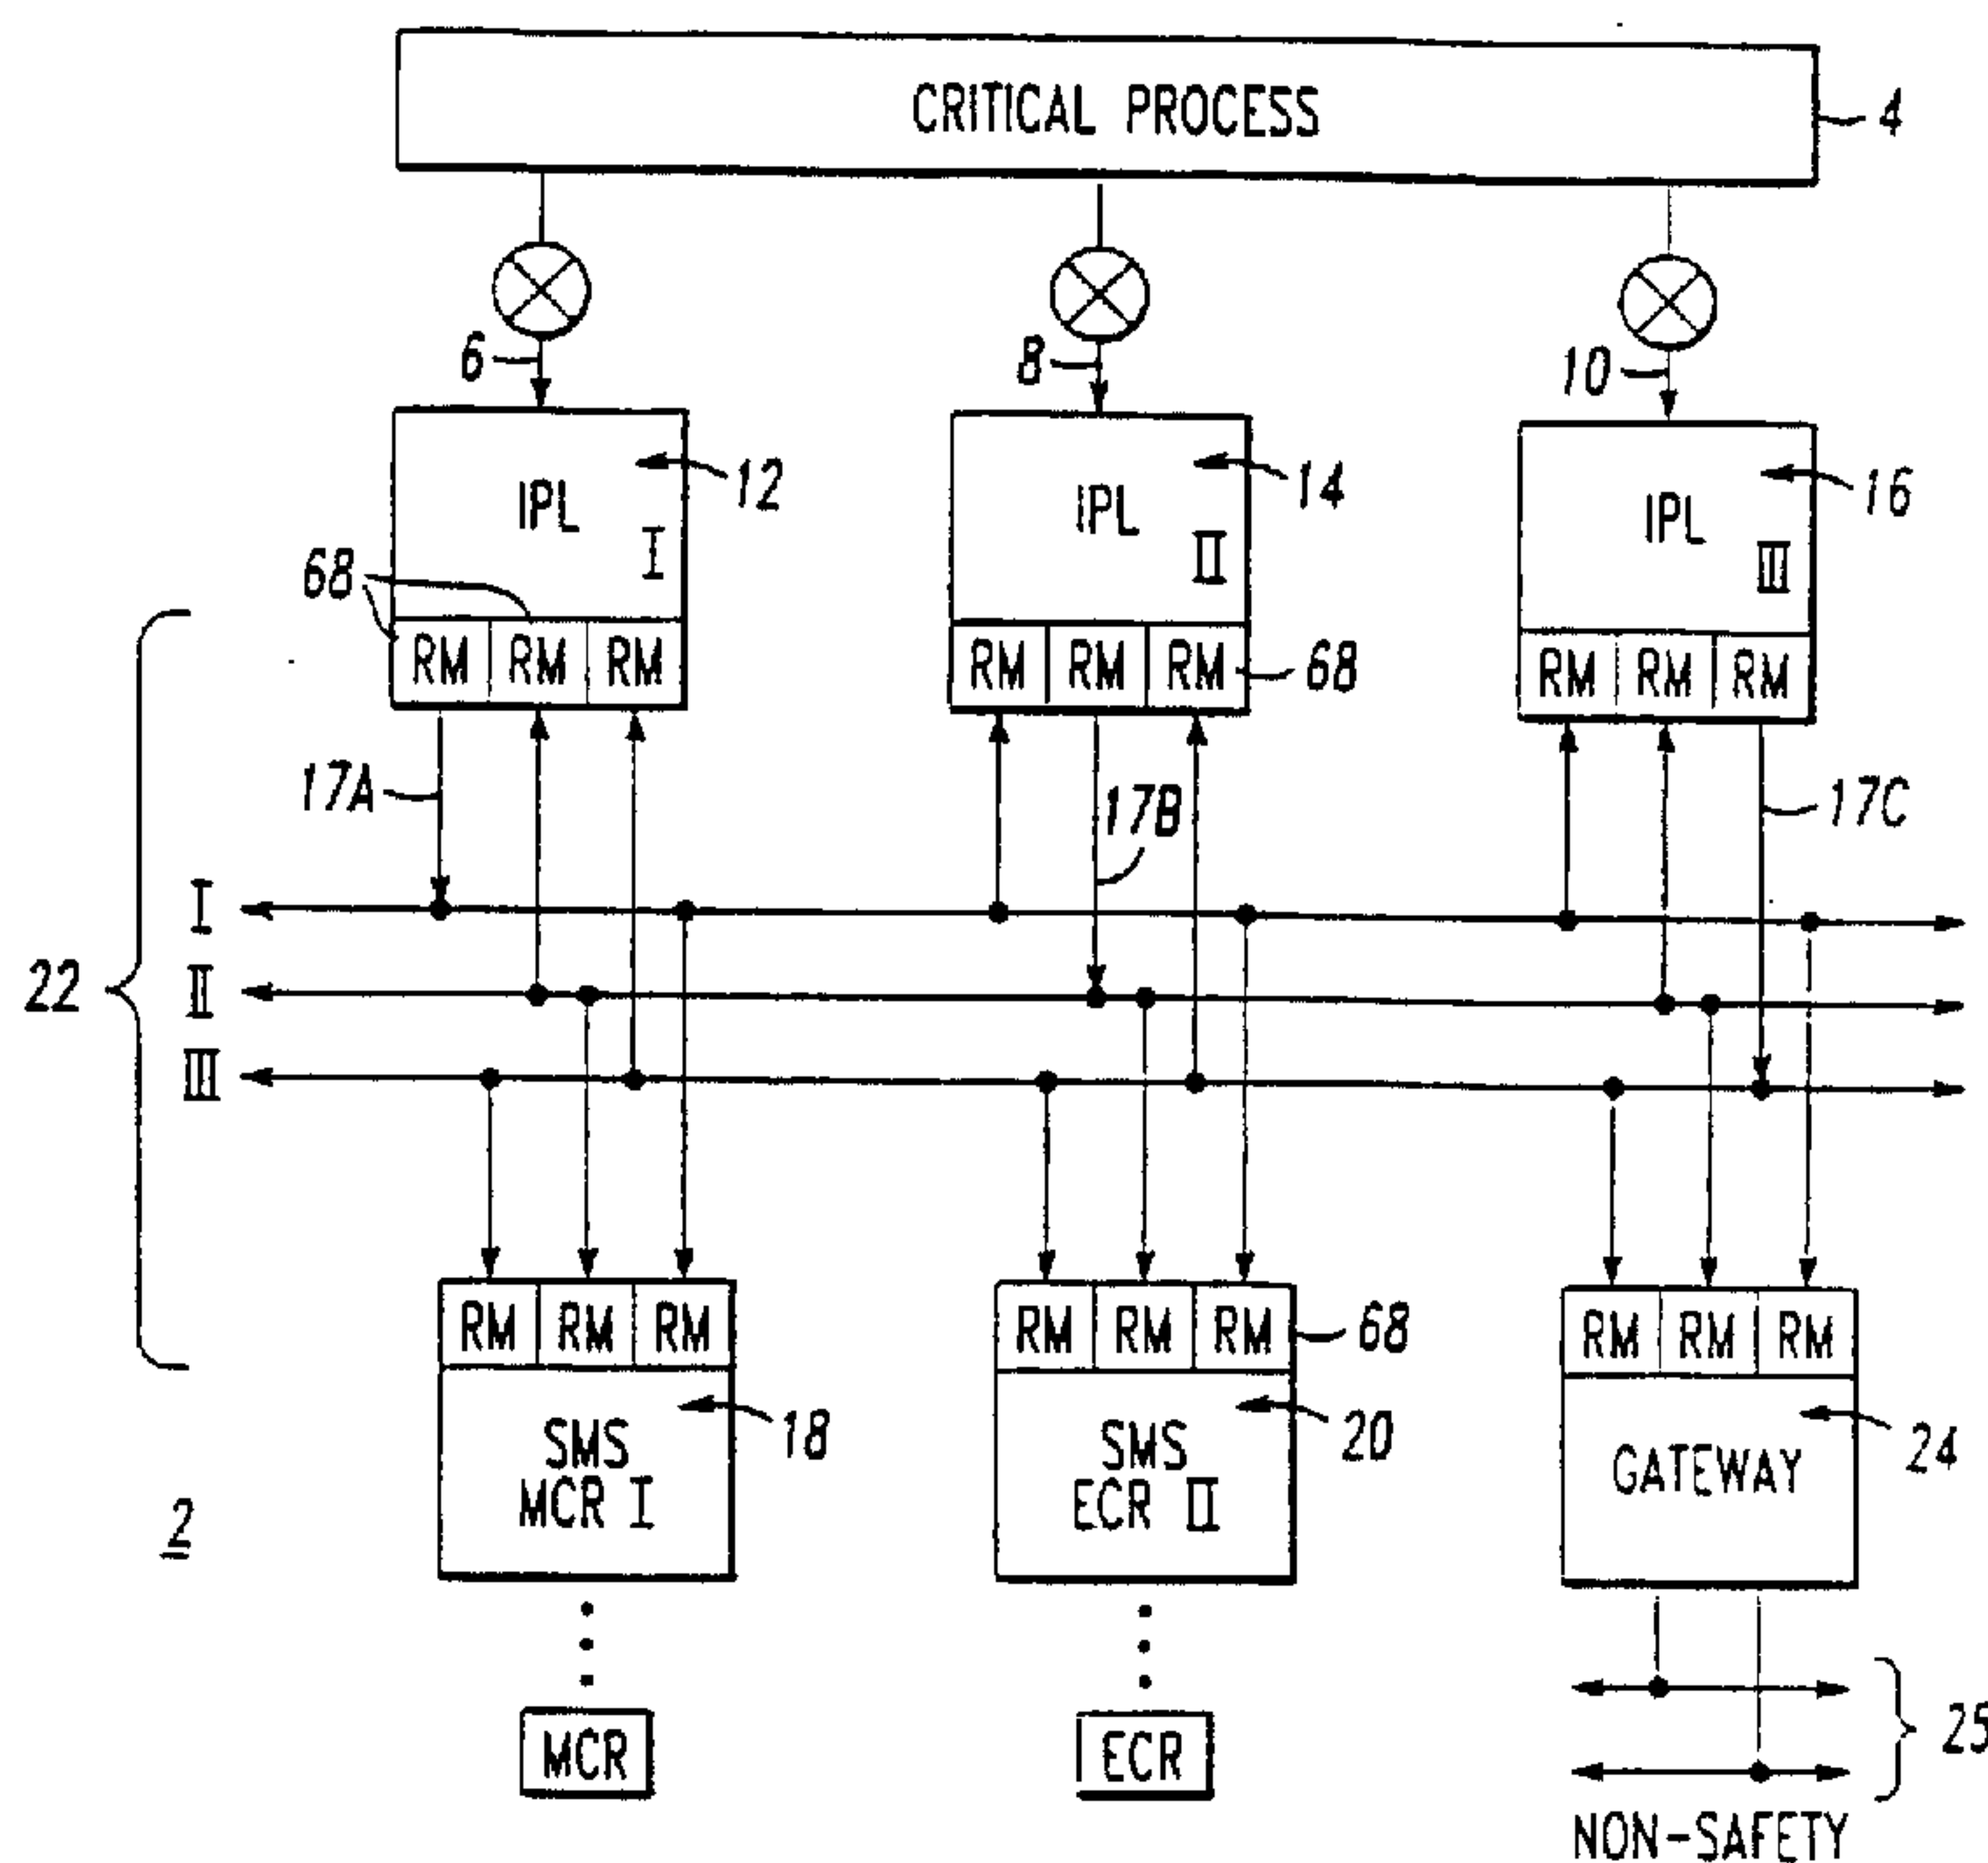 CRITICAL PROCESS
4
6
8
10
IPL
I
12
IPL
II
14
IPL
III
16
68
RM RM RM
RM RM RM
68
RM RM RM
17A
17B
17C
22
I
II
III
RM RM RM
RM RM RM
68
RM RM RM
SMS
MCR I
18
SMS
ECR II
20
GATEWAY
24
2
MCR
ECR
25
NON-SAFETY